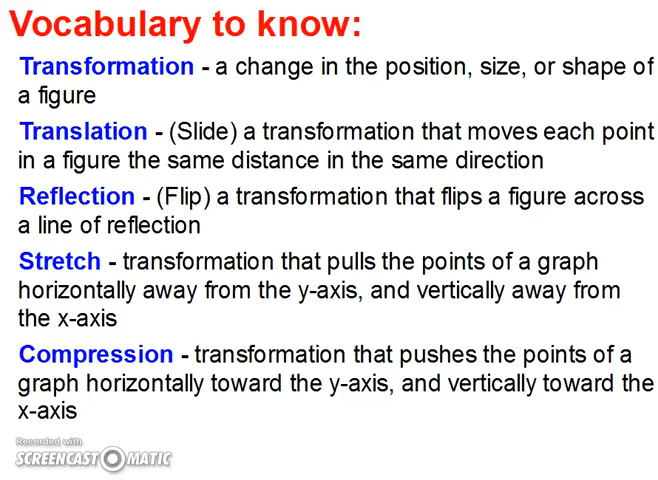 Vocabulary to know:
Transformation - a change in the position, size, or shape of
a figure
Translation - (Slide) a transformation that moves each point
in a figure the same distance in the same direction
Reflection - (Flip) a transformation that flips a figure across
a line of reflection
Stretch - transformation that pulls the points of a graph
horizontally away from the y-axis, and vertically away from
the x-axis
Compression - transformation that pushes the points of a
graph horizontally toward the y-axis, and vertically toward the
x-axis
Recorded with
SCREENCAST-O-MATIC